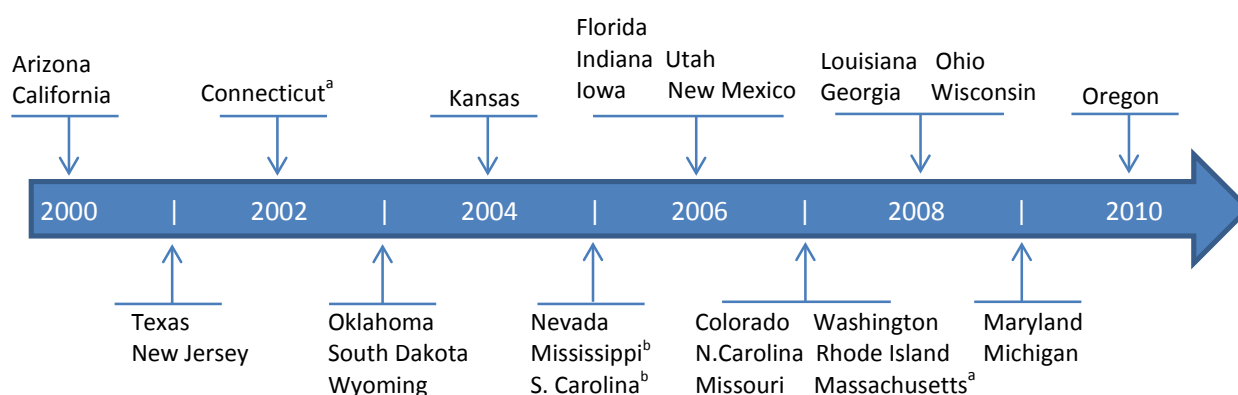 Florida
Arizona
California
Connecticutᵃ
Kansas
Indiana Utah
Iowa New Mexico
Louisiana Ohio
Georgia Wisconsin
Oregon
2000 | 2002 | 2004 | 2006 | 2008 | 2010
Texas
New Jersey
Oklahoma
South Dakota
Wyoming
Nevada
Mississippiᵇ
S. Carolinaᵇ
Colorado Washington
N.Carolina Rhode Island
Missouri Massachusettsᵃ
Maryland
Michigan